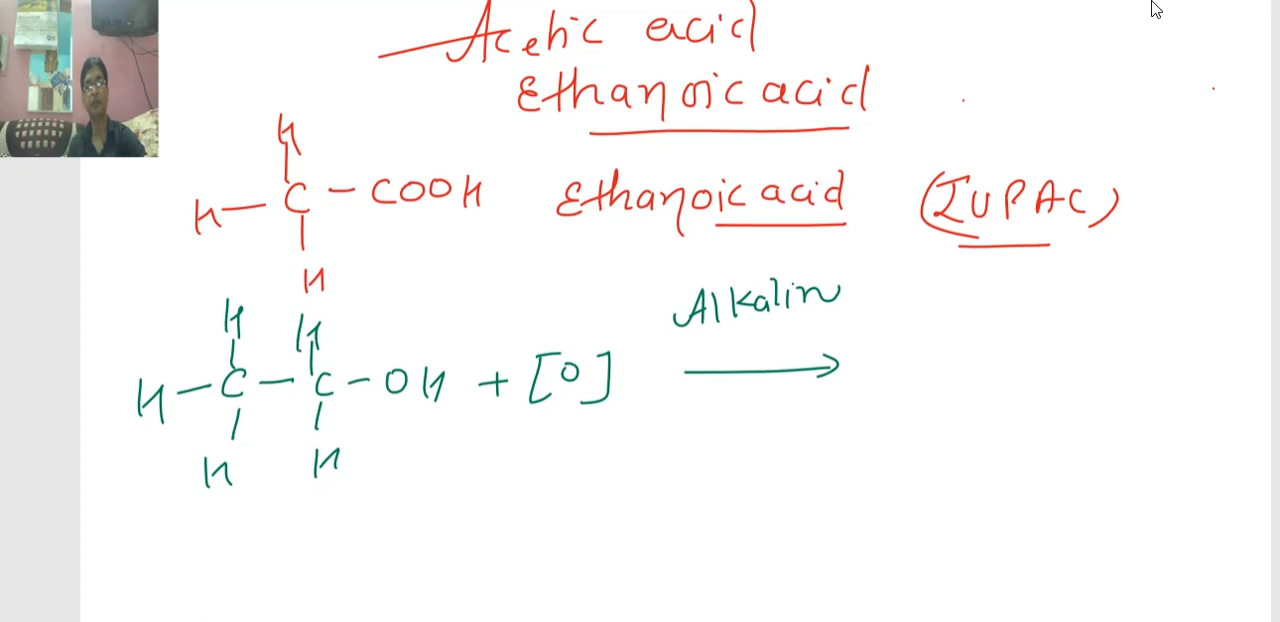 Acetic acid
Ethanoic acid
H
H – C – COOH Ethanoic acid (IUPAC)
H
H H Alkalin
H – C – C – OH + [O] →
H H